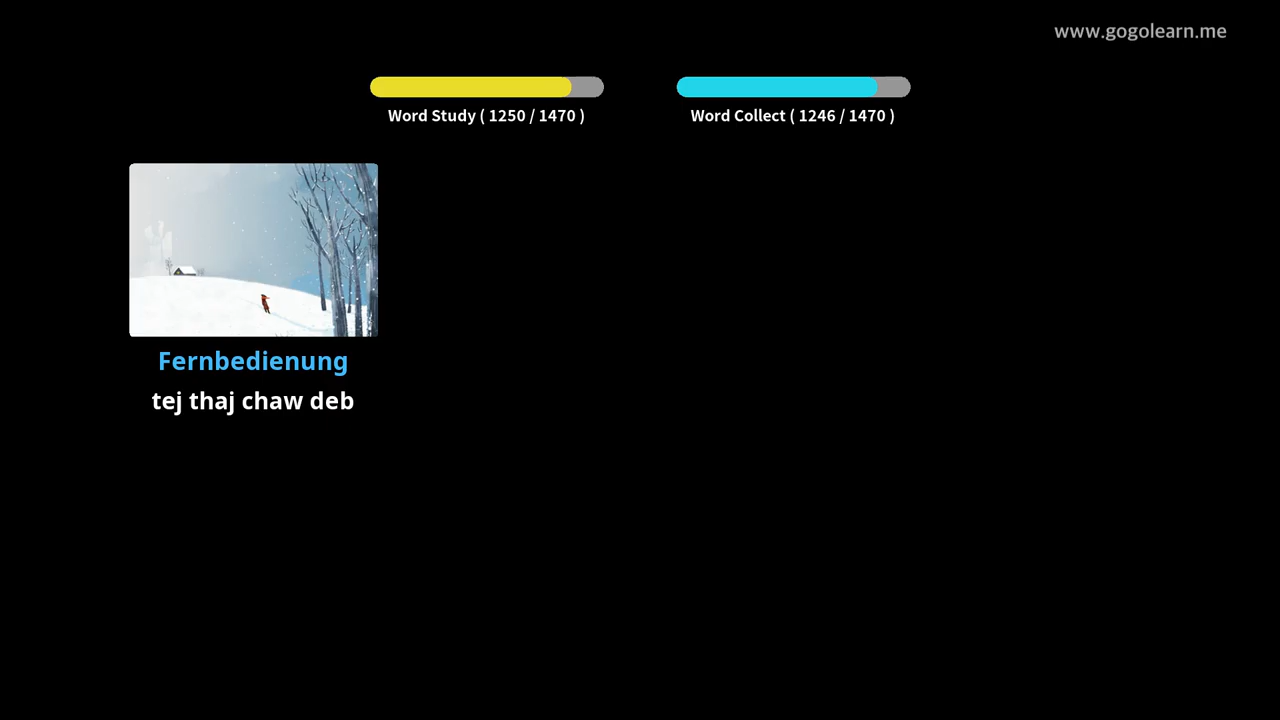 www.gogolearn.me
Word Study ( 1250 / 1470 )
Word Collect ( 1246 / 1470 )
Fernbedienung
tej thaj chaw deb